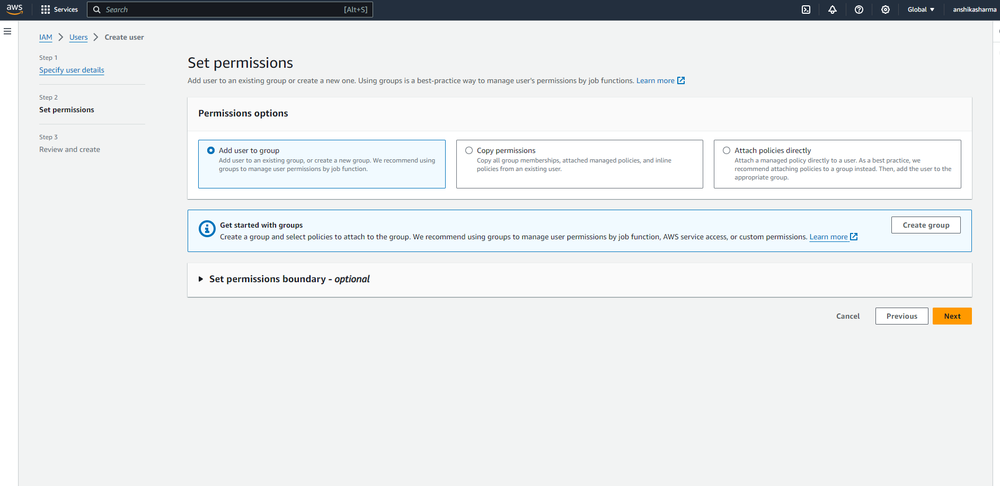 aws
Services
Search
[Alt+S]
Global
anshikasharma
IAM
Users
Create user
Step 1
Specify user details
Step 2
Set permissions
Step 3
Review and create
Set permissions
Add user to an existing group or create a new one. Using groups is a best-practice way to manage user's permissions by job functions. Learn more
Permissions options
Add user to group
Add user to an existing group, or create a new group. We recommend using
groups to manage user permissions by job function.
Copy permissions
Copy all group memberships, attached managed policies, and inline
policies from an existing user.
Attach policies directly
Attach a managed policy directly to a user. As a best practice, we
recommend attaching policies to a group instead. Then, add the user to the
appropriate group.
Get started with groups
Create a group and select policies to attach to the group. We recommend using groups to manage user permissions by job function, AWS service access, or custom permissions. Learn more
Create group
Set permissions boundary - optional
Cancel
Previous
Next